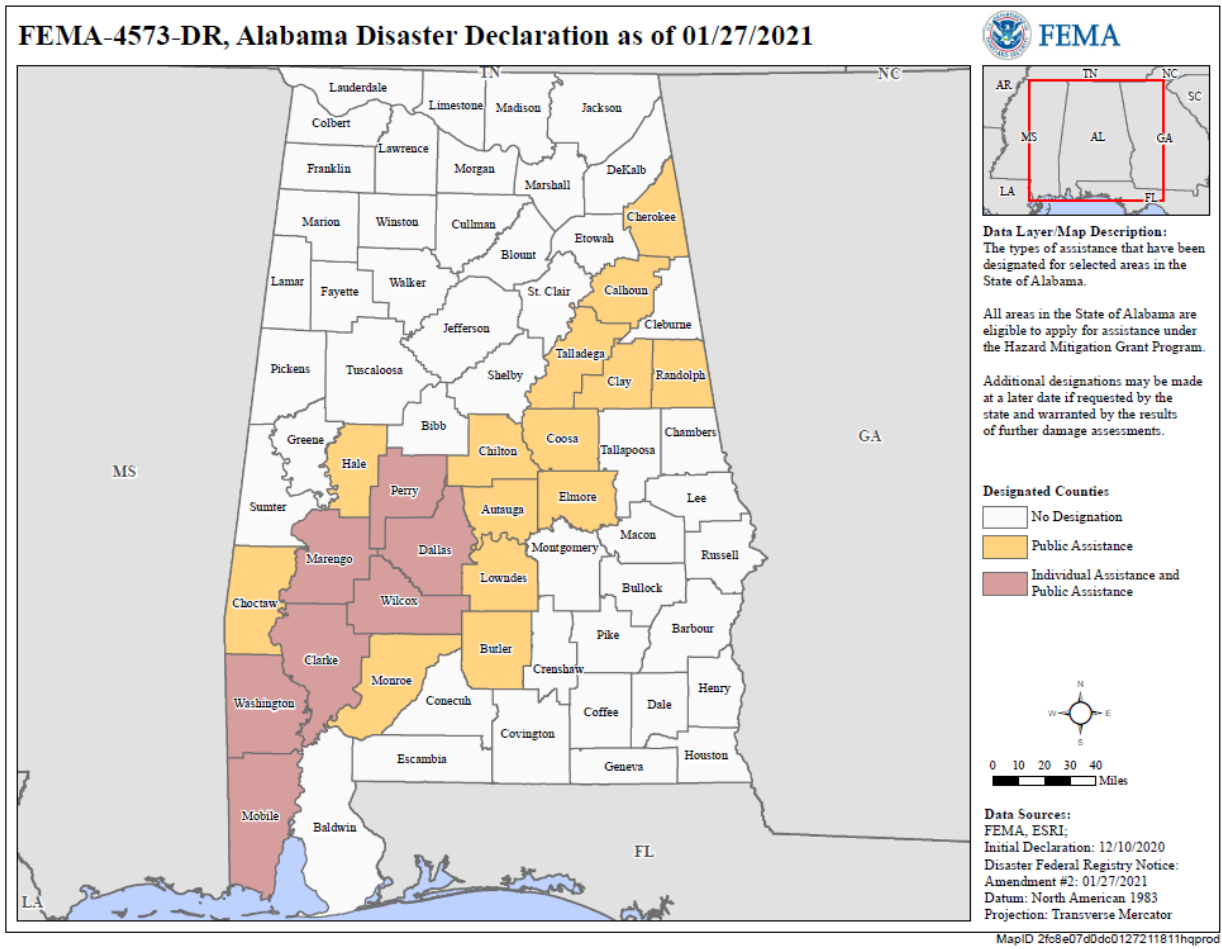 FEMA-4573-DR, Alabama Disaster Declaration as of 01/27/2021
FEMA
TN
NC
Lauderdale
Limestone
Madison
Jackson
Colbert
Lawrence
Franklin
Morgan
Marshall
DeKalb
Marion
Winston
Cullman
Cherokee
Etowah
Blount
Lamar
Fayette
Walker
St. Clair
Calhoun
Jefferson
Cleburne
Talladega
Pickens
Tuscaloosa
Shelby
Clay
Randolph
Bibb
Greene
Hale
Chilton
Coosa
Tallapoosa
Chambers
GA
MS
Perry
Sumter
Autauga
Elmore
Lee
Macon
Marengo
Dallas
Montgomery
Russell
Lowndes
Bullock
Choctaw
Wilcox
Pike
Barbour
Butler
Clarke
Crenshaw
Monroe
Conecuh
Henry
Washington
Coffee
Dale
Covington
Escambia
Geneva
Houston
Mobile
Baldwin
FL
LA
AR
TN
NC
SC
MS
AL
GA
LA
FL
Data Layer/Map Description:
The types of assistance that have been
designated for selected areas in the
State of Alabama.
All areas in the State of Alabama are
eligible to apply for assistance under
the Hazard Mitigation Grant Program.
Additional designations may be made
at a later date if requested by the
state and warranted by the results
of further damage assessments.
Designated Counties
No Designation
Public Assistance
Individual Assistance and
Public Assistance
N
W
E
S
0 10 20 30 40
Miles
Data Sources:
FEMA, ESRI;
Initial Declaration: 12/10/2020
Disaster Federal Registry Notice:
Amendment #2: 01/27/2021
Datum: North American 1983
Projection: Transverse Mercator
MapID 2fc8e07d0dc0127211811hqprod